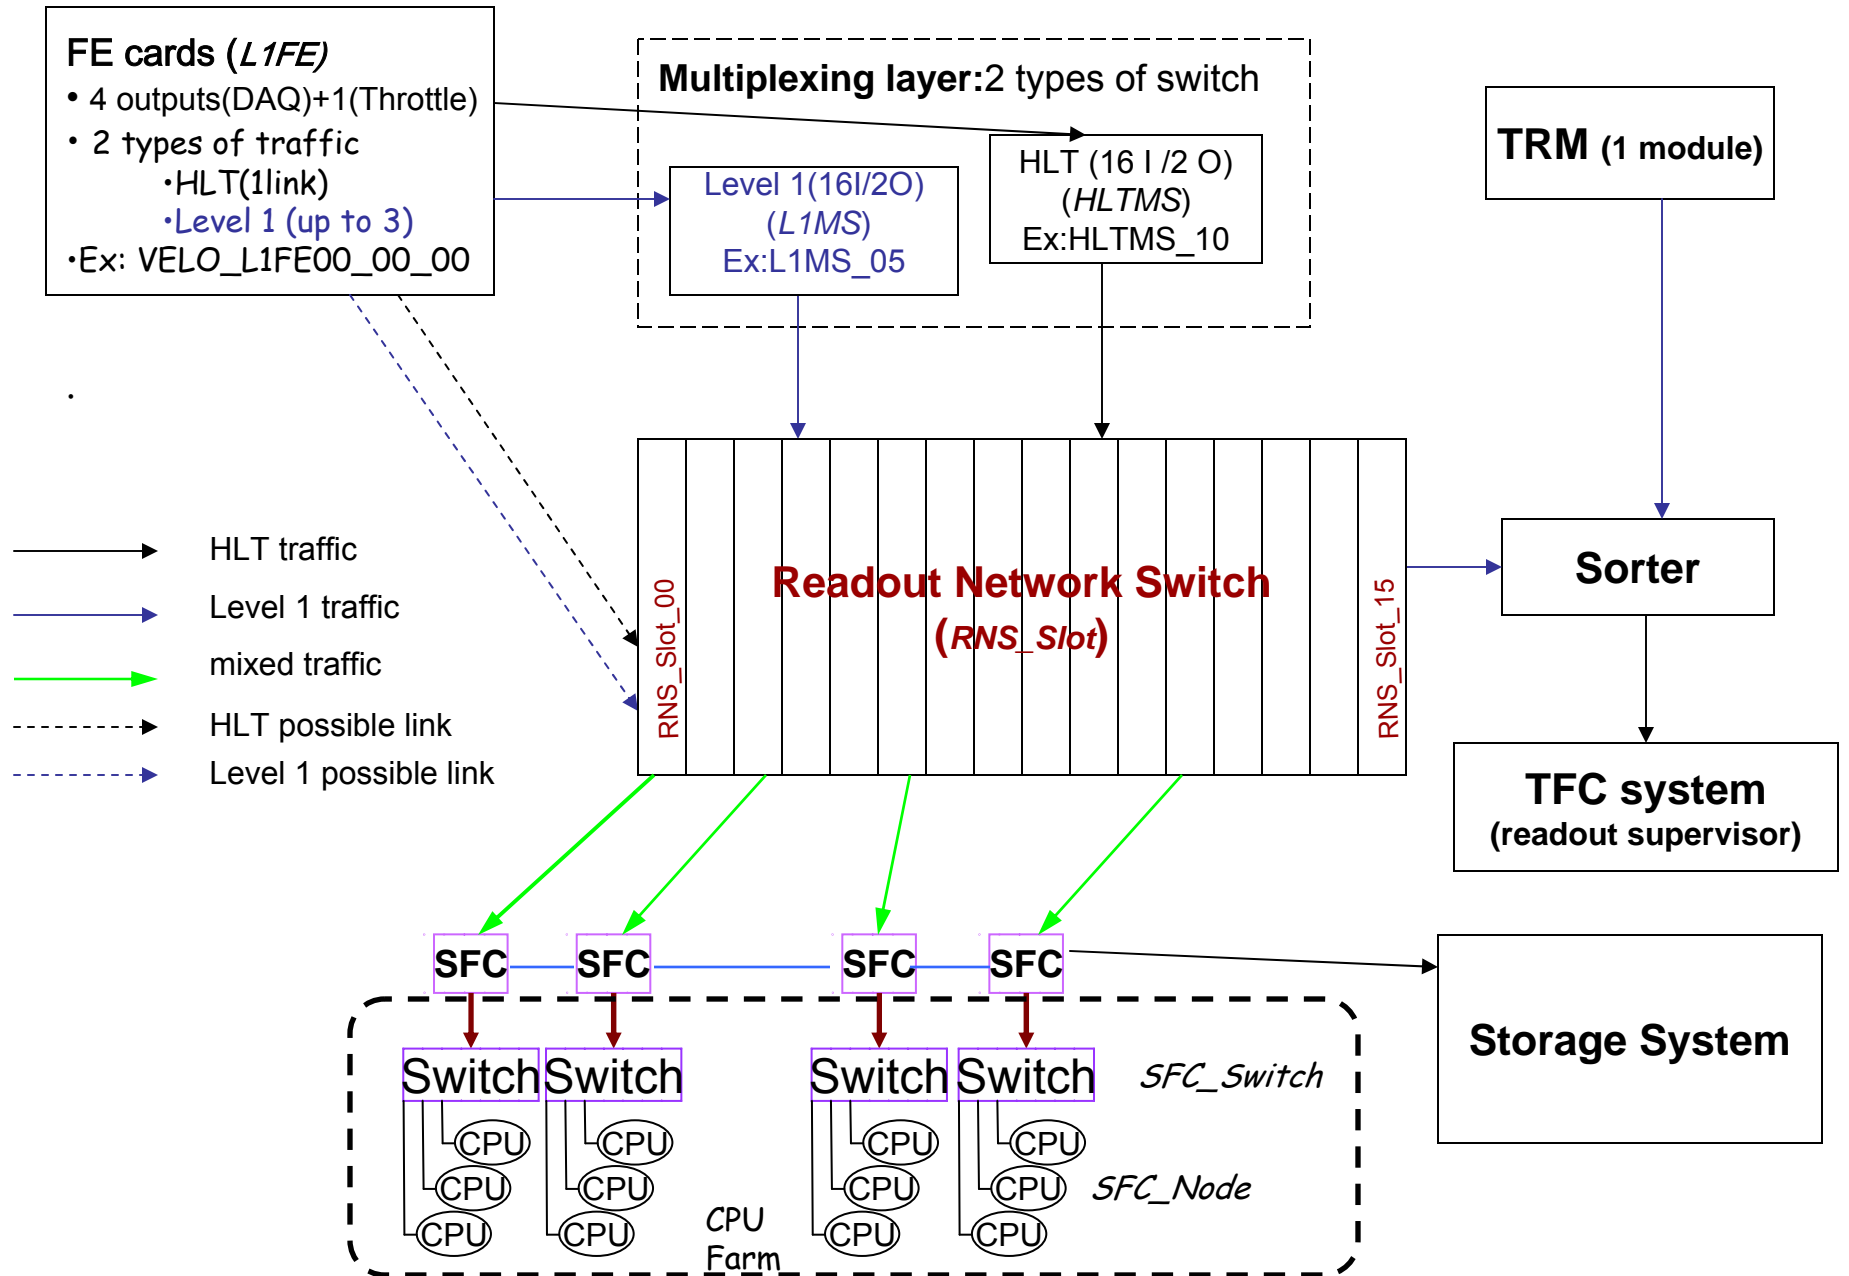 FE cards (L1FE)
• 4 outputs(DAQ)+1(Throttle)
• 2 types of traffic
•HLT(1link)
•Level 1 (up to 3)
•Ex: VELO_L1FE00_00_00
.
Multiplexing layer:2 types of switch
Level 1(16I/2O)
(L1MS)
Ex:L1MS_05
HLT (16 I /2 O)
(HLTMS)
Ex:HLTMS_10
TRM (1 module)
HLT traffic
Level 1 traffic
mixed traffic
HLT possible link
Level 1 possible link
RNS_Slot_00
Readout Network Switch
(RNS_Slot)
RNS_Slot_15
Sorter
TFC system
(readout supervisor)
SFC
SFC
SFC
SFC
Storage System
Switch
Switch
Switch
Switch
SFC_Switch
CPU
CPU
CPU
CPU
CPU
CPU
CPU
CPU
SFC_Node
CPU
CPU
CPU
CPU
CPU
Farm